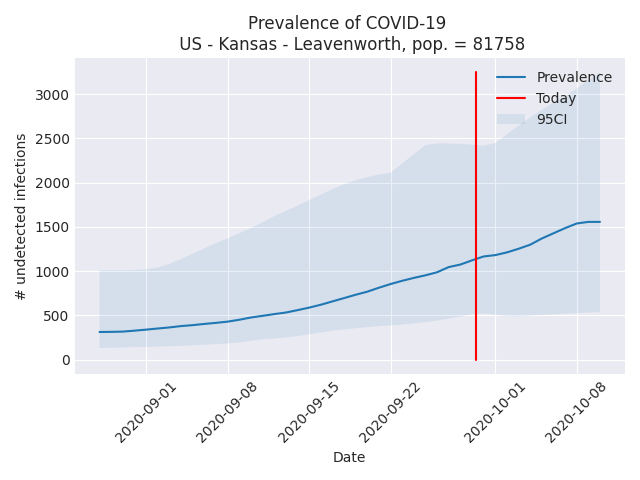 Prevalence of COVID-19
US - Kansas - Leavenworth, pop. = 81758
Prevalence
Today
95CI
3000
2500
2000
1500
1000
500
0
# undetected infections
2020-09-01
2020-09-08
2020-09-15
2020-09-22
2020-10-01
2020-10-08
Date